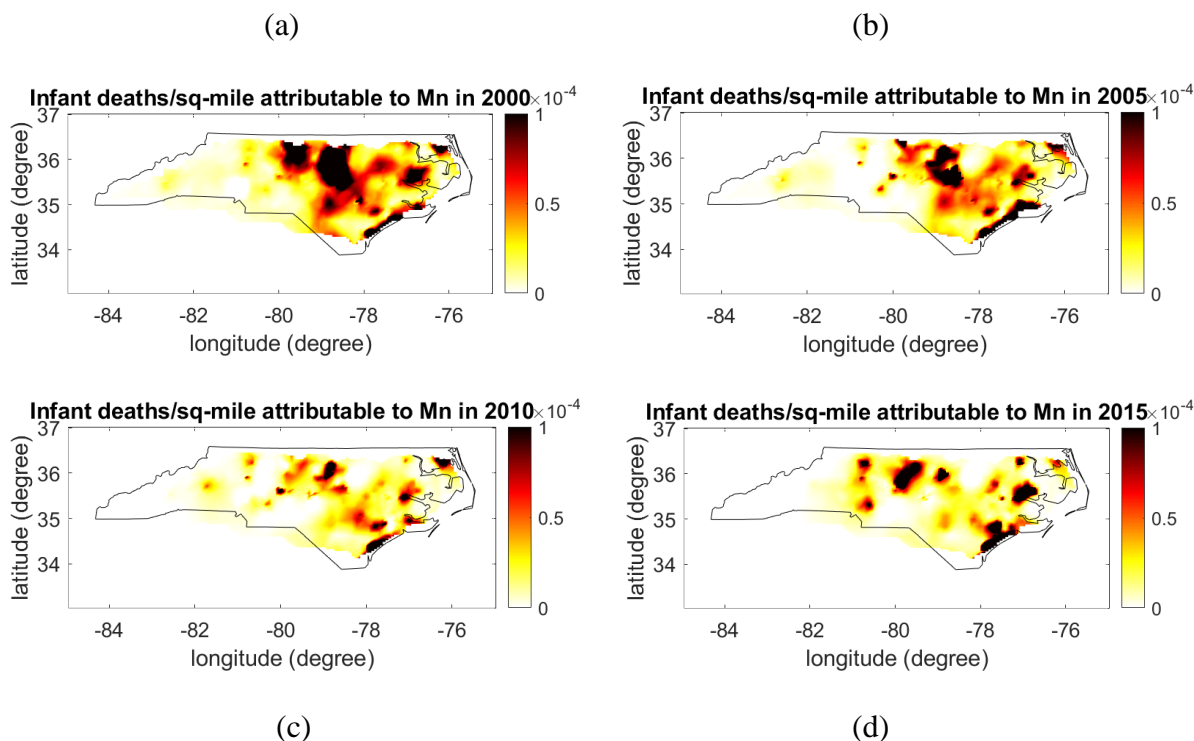 (a) (b)
Infant deaths/sq-mile attributable to Mn in 2000 ×10⁻⁴
37
36
35
34
latitude (degree)
1
0.5
0
-84 -82 -80 -78 -76
longitude (degree)
Infant deaths/sq-mile attributable to Mn in 2005 ×10⁻⁴
37
36
35
34
latitude (degree)
1
0.5
0
-84 -82 -80 -78 -76
longitude (degree)
Infant deaths/sq-mile attributable to Mn in 2010 ×10⁻⁴
37
36
35
34
latitude (degree)
1
0.5
0
-84 -82 -80 -78 -76
longitude (degree)
Infant deaths/sq-mile attributable to Mn in 2015 ×10⁻⁴
37
36
35
34
latitude (degree)
1
0.5
0
-84 -82 -80 -78 -76
longitude (degree)
(c) (d)